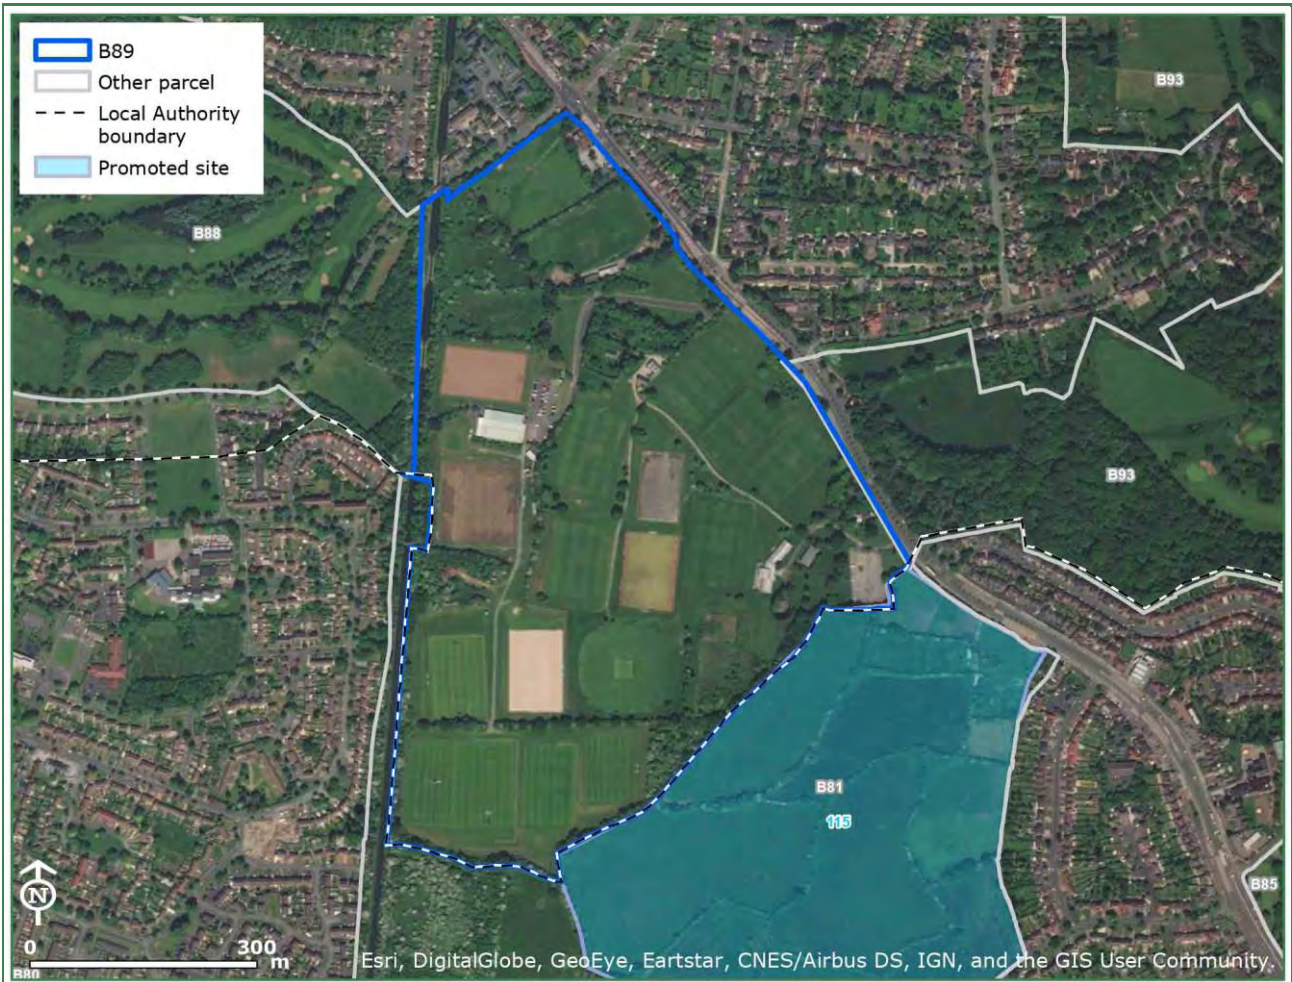 B89
Other parcel
Local Authority
boundary
Promoted site
B93
B88
B93
B81
115
B85
N
0 300 m
B80
Esri, DigitalGlobe, GeoEye, Eartstar, CNES/Airbus DS, IGN, and the GIS User Community.